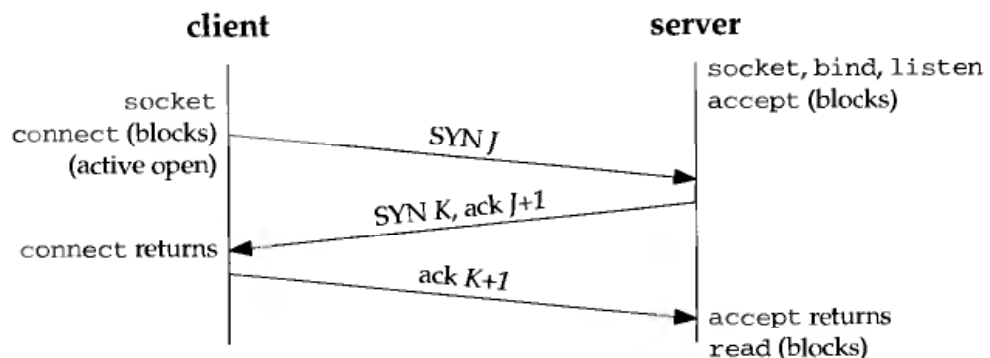 client
server
socket, bind, listen
accept (blocks)
socket
connect (blocks)
(active open)
SYN J
SYN K, ack J+1
connect returns
ack K+1
accept returns
read (blocks)